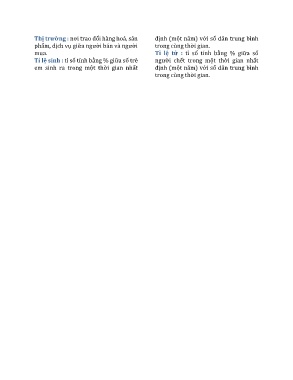 Thị trường : nơi trao đổi hàng hoá, sản
phẩm, dịch vụ giữa người bán và người
mua.
Tỉ lệ sinh : tỉ số tính bằng % giữa số trẻ
em sinh ra trong một thời gian nhất
định (một năm) với số dân trung bình
trong cùng thời gian.
Tỉ lệ tử : tỉ số tính bằng % giữa số
người chết trong một thời gian nhất
định (một năm) với số dân trung bình
trong cùng thời gian.